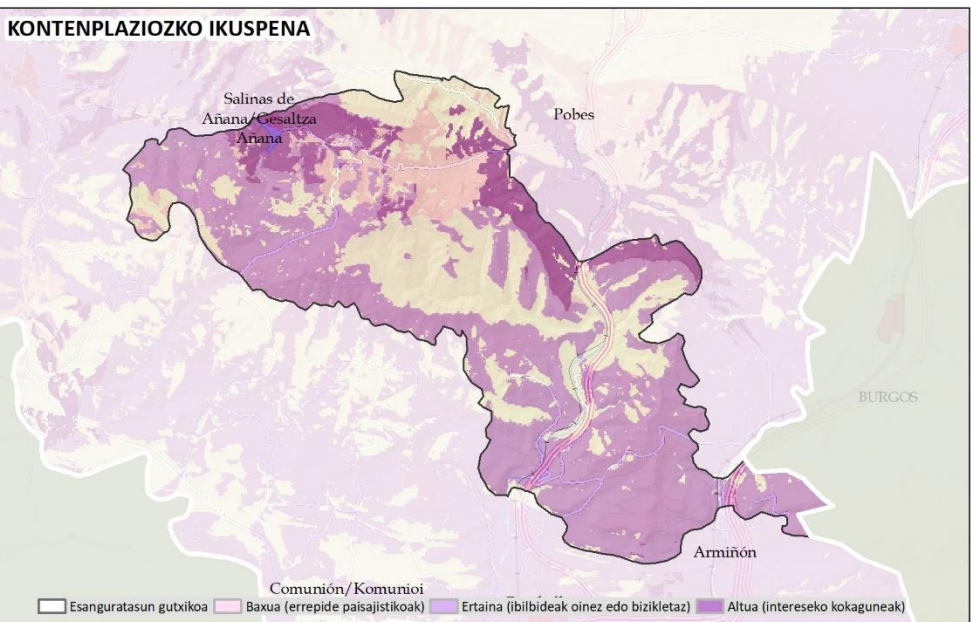 KONTENPLAZIOZKO IKUSPENA
Salinas de
Añana/Gesaltza
Añana
Pobes
BURGOS
Armiñón
Comunión/Komunioi
Esanguratasun gutxikoa
Baxua (errepide paisajistikoak)
Ertaina (ibilbideak oinez edo bizikletaz)
Altua (intereseko kokaguneak)